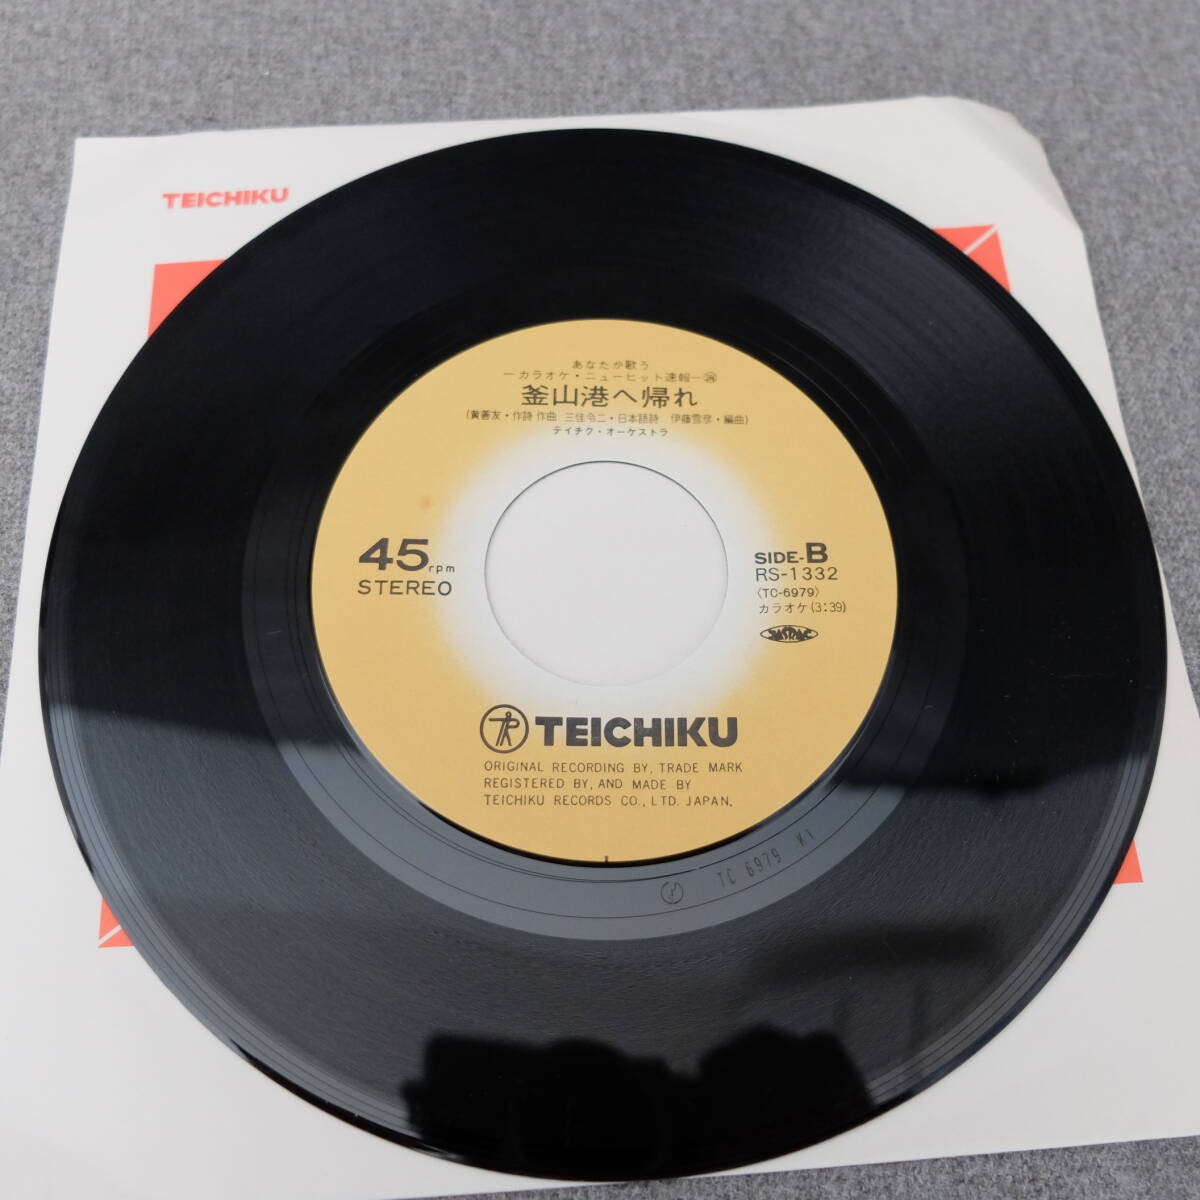 TEICHIKU
あなたが歌う
ーカラオケ・ニューヒット速報ー
釜山港へ帰れ
(黄善友・作詩 作曲 三佳令二・日本語詩 伊藤雪彦・編曲)
テイチク・オーケストラ
45rpm
STEREO
SIDE-B
RS-1332
〈TC-6979〉
カラオケ(3:39)
JASRAC
TEICHIKU
ORIGINAL RECORDING BY, TRADE MARK
REGISTERED BY, AND MADE BY
TEICHIKU RECORDS CO., LTD. JAPAN.
TC 6979 K1